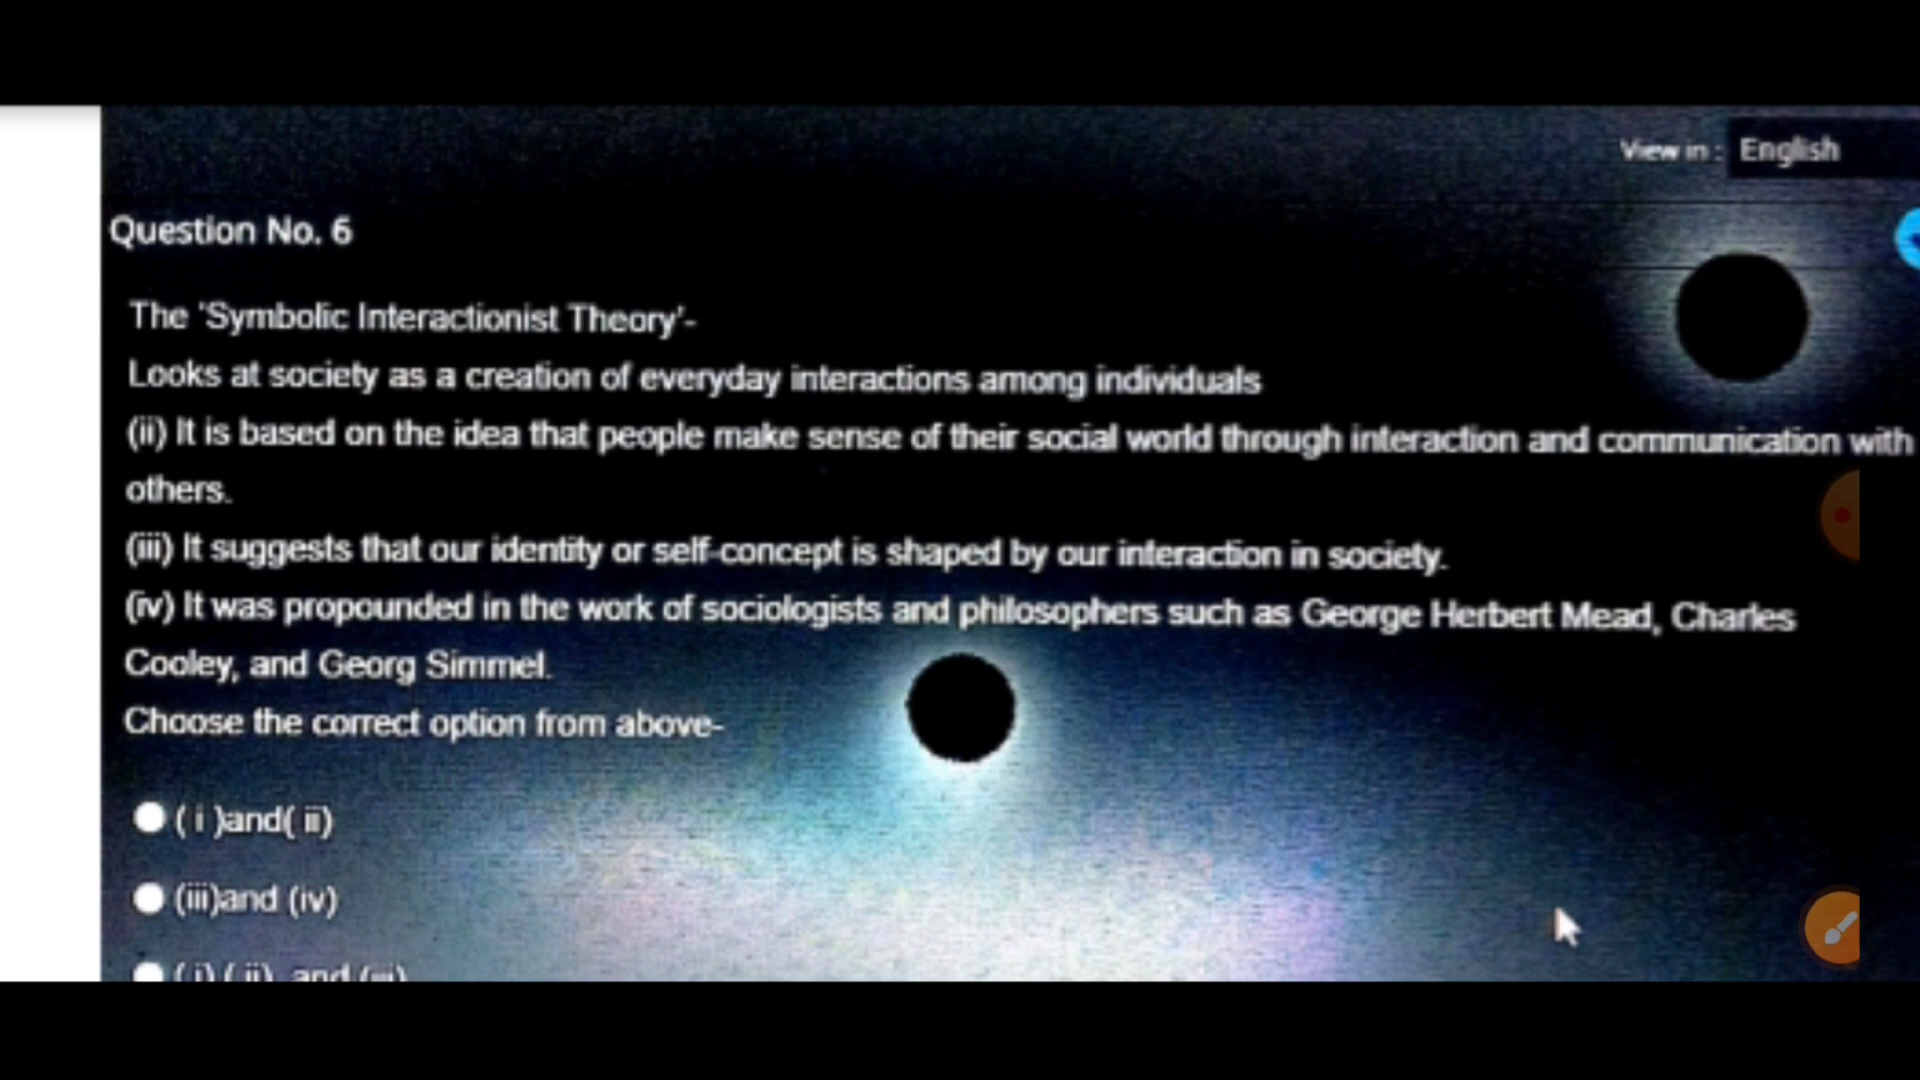 View in : English
Question No. 6
The 'Symbolic Interactionist Theory'-
Looks at society as a creation of everyday interactions among individuals
(ii) It is based on the idea that people make sense of their social world through interaction and communication with
others.
(iii) It suggests that our identity or self-concept is shaped by our interaction in society.
(iv) It was propounded in the work of sociologists and philosophers such as George Herbert Mead, Charles
Cooley, and Georg Simmel.
Choose the correct option from above-
( i )and( ii)
(iii)and (iv)
( i) ( ii), and (iii)